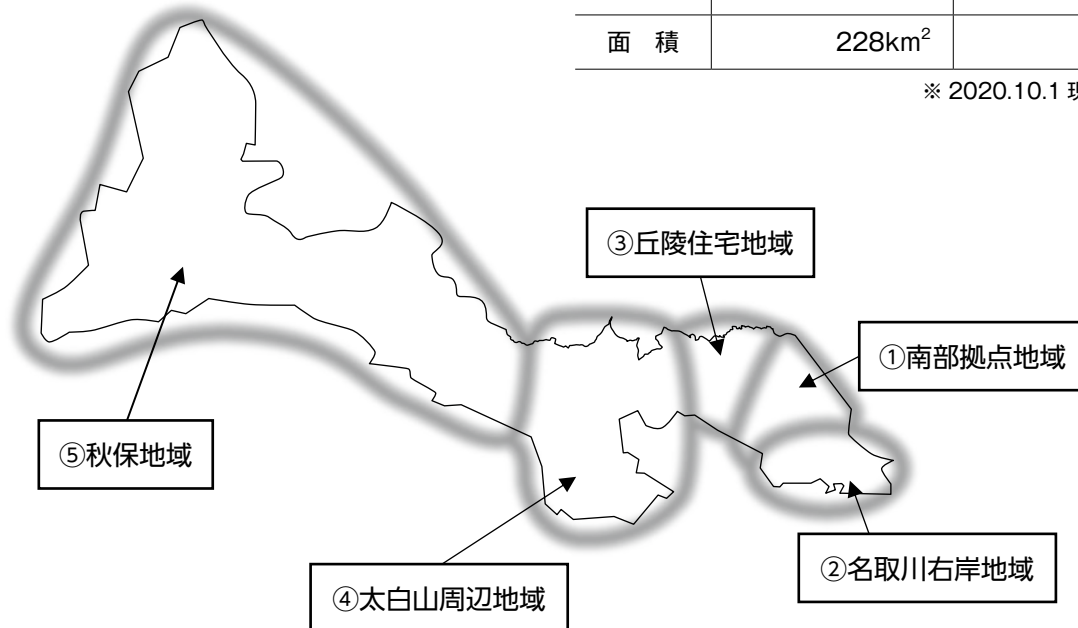 面 積 228km²
※ 2020.10.1 現
③丘陵住宅地域
①南部拠点地域
⑤秋保地域
②名取川右岸地域
④太白山周辺地域